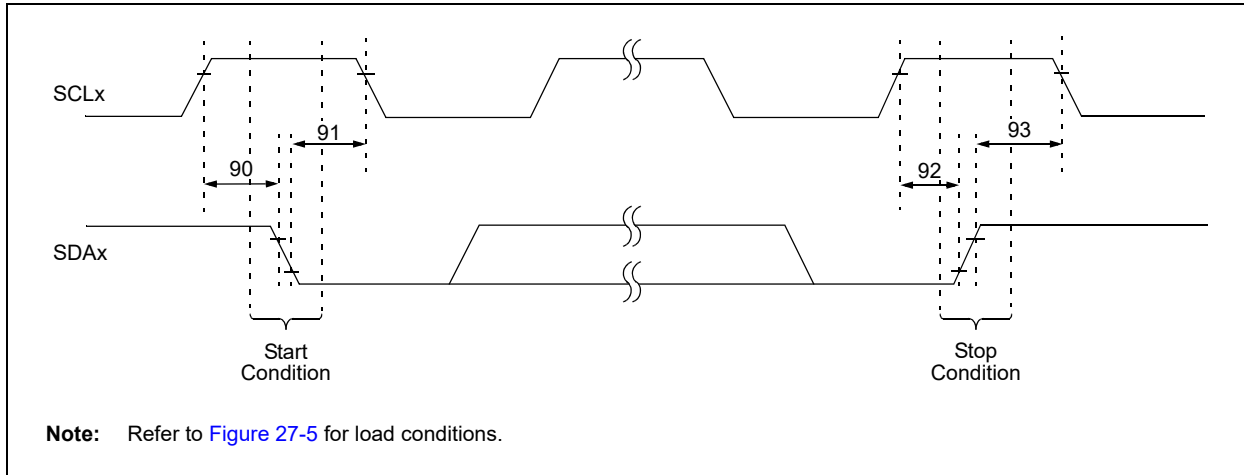 SCLx
91
93
90
92
SDAx
Start
Condition
Stop
Condition
Note: Refer to Figure 27-5 for load conditions.